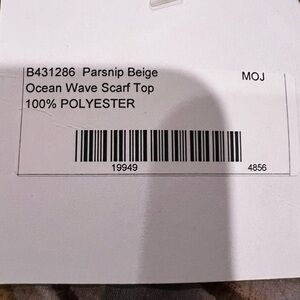 B431286 Parsnip Beige MOJ
Ocean Wave Scarf Top
100% POLYESTER
19949 4856